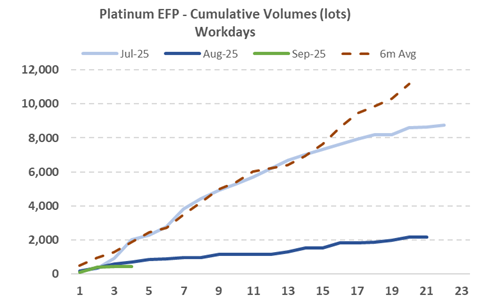 Platinum EFP - Cumulative Volumes (lots)
Workdays
Jul-25 Aug-25 Sep-25 6m Avg
12,000
10,000
8,000
6,000
4,000
2,000
0
1 3 5 7 9 11 13 15 17 19 21 23